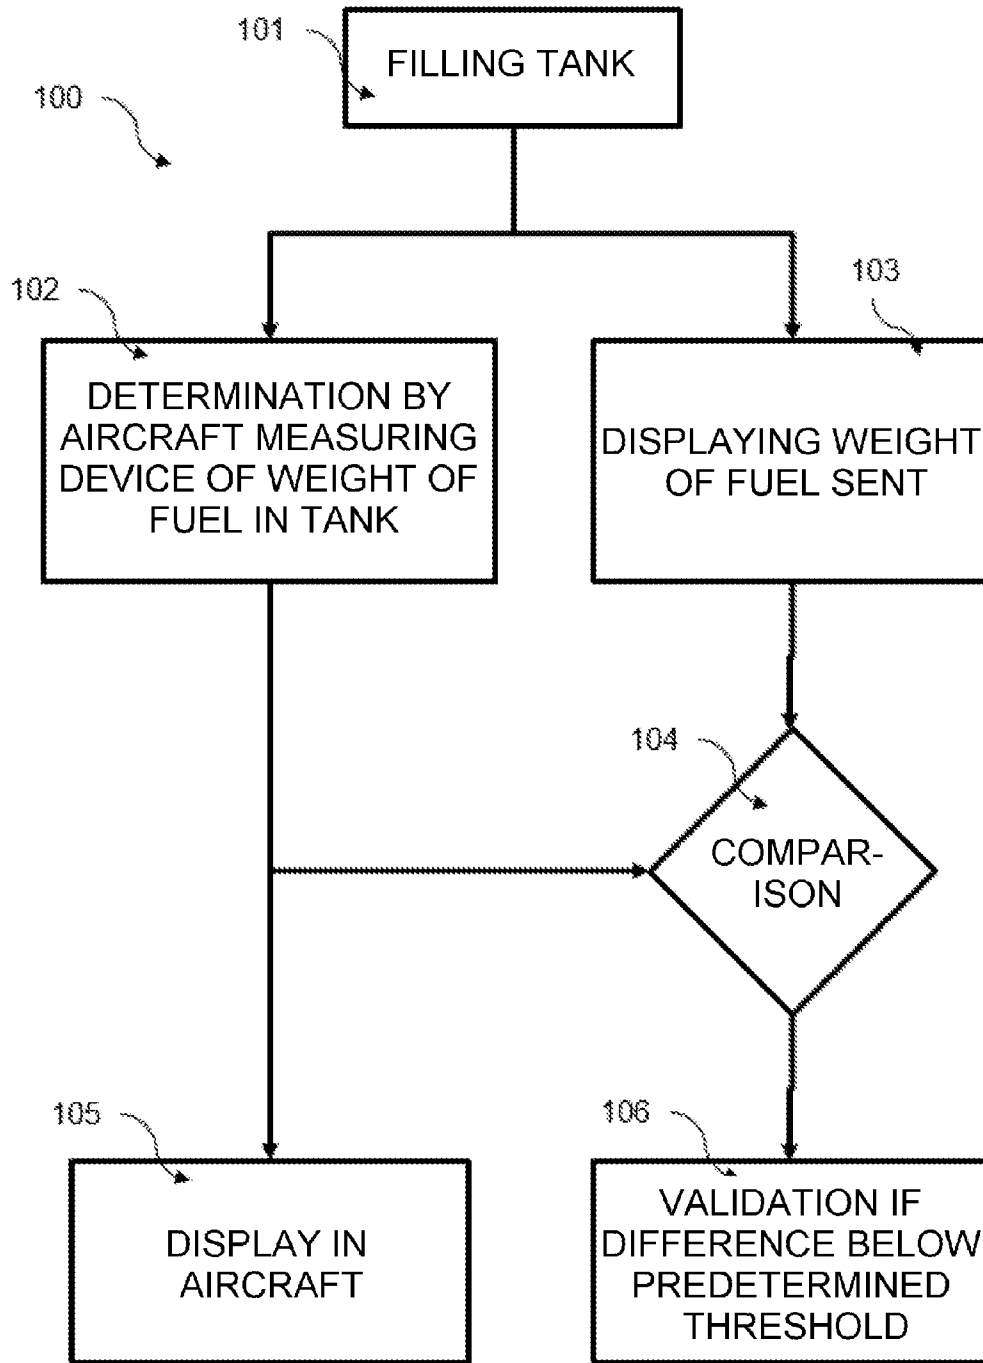 101
FILLING TANK
100
102
103
DETERMINATION BY
AIRCRAFT MEASURING
DEVICE OF WEIGHT OF
FUEL IN TANK
DISPLAYING WEIGHT
OF FUEL SENT
104
COMPAR-
ISON
105
106
DISPLAY IN
AIRCRAFT
VALIDATION IF
DIFFERENCE BELOW
PREDETERMINED
THRESHOLD